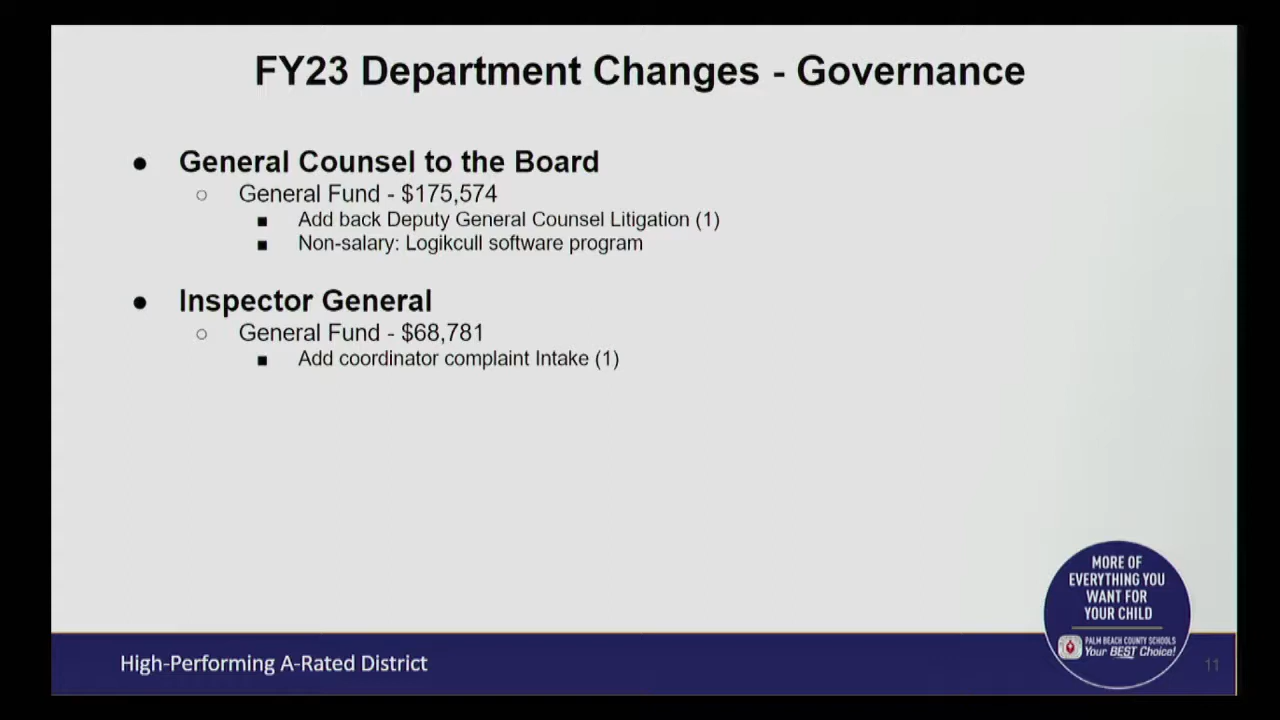 FY23 Department Changes - Governance
● General Counsel to the Board
○ General Fund - $175,574
■ Add back Deputy General Counsel Litigation (1)
■ Non-salary: Logikcull software program
● Inspector General
○ General Fund - $68,781
■ Add coordinator complaint Intake (1)
MORE OF
EVERYTHING YOU
WANT FOR
YOUR CHILD
PALM BEACH COUNTY SCHOOLS
Your BEST Choice!
High-Performing A-Rated District
11